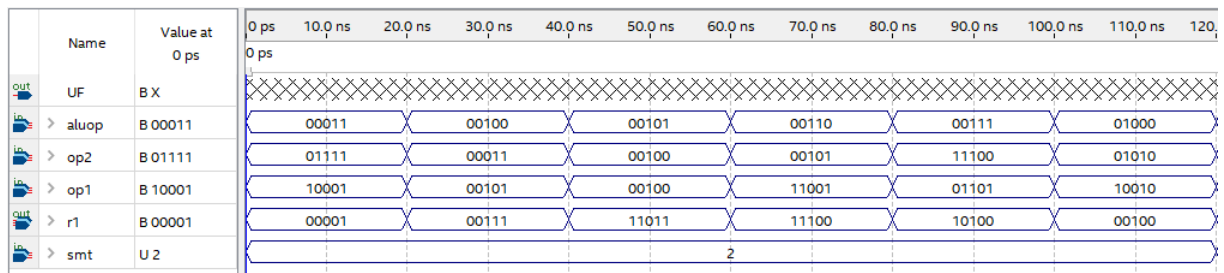 Name Value at 0 ps 0 ps 10.0 ns 20.0 ns 30.0 ns 40.0 ns 50.0 ns 60.0 ns 70.0 ns 80.0 ns 90.0 ns 100.0 ns 110.0 ns 120.
0 ps
out UF B X
in > aluop B 00011 00011 00100 00101 00110 00111 01000
in > op2 B 01111 01111 00011 00100 00101 11100 01010
in > op1 B 10001 10001 00101 00100 11001 01101 10010
out > r1 B 00001 00001 00111 11011 11100 10100 00100
in > smt U 2 2